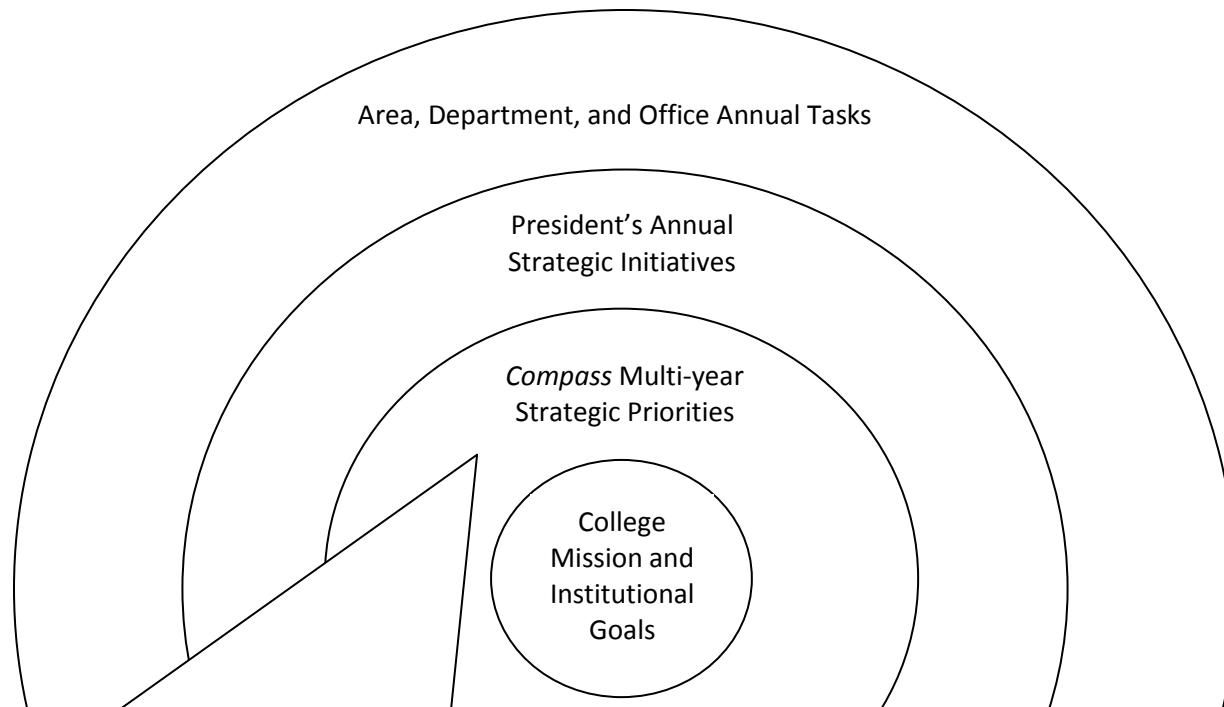 Area, Department, and Office Annual Tasks
President’s Annual
Strategic Initiatives
Compass Multi-year
Strategic Priorities
College
Mission and
Institutional
Goals